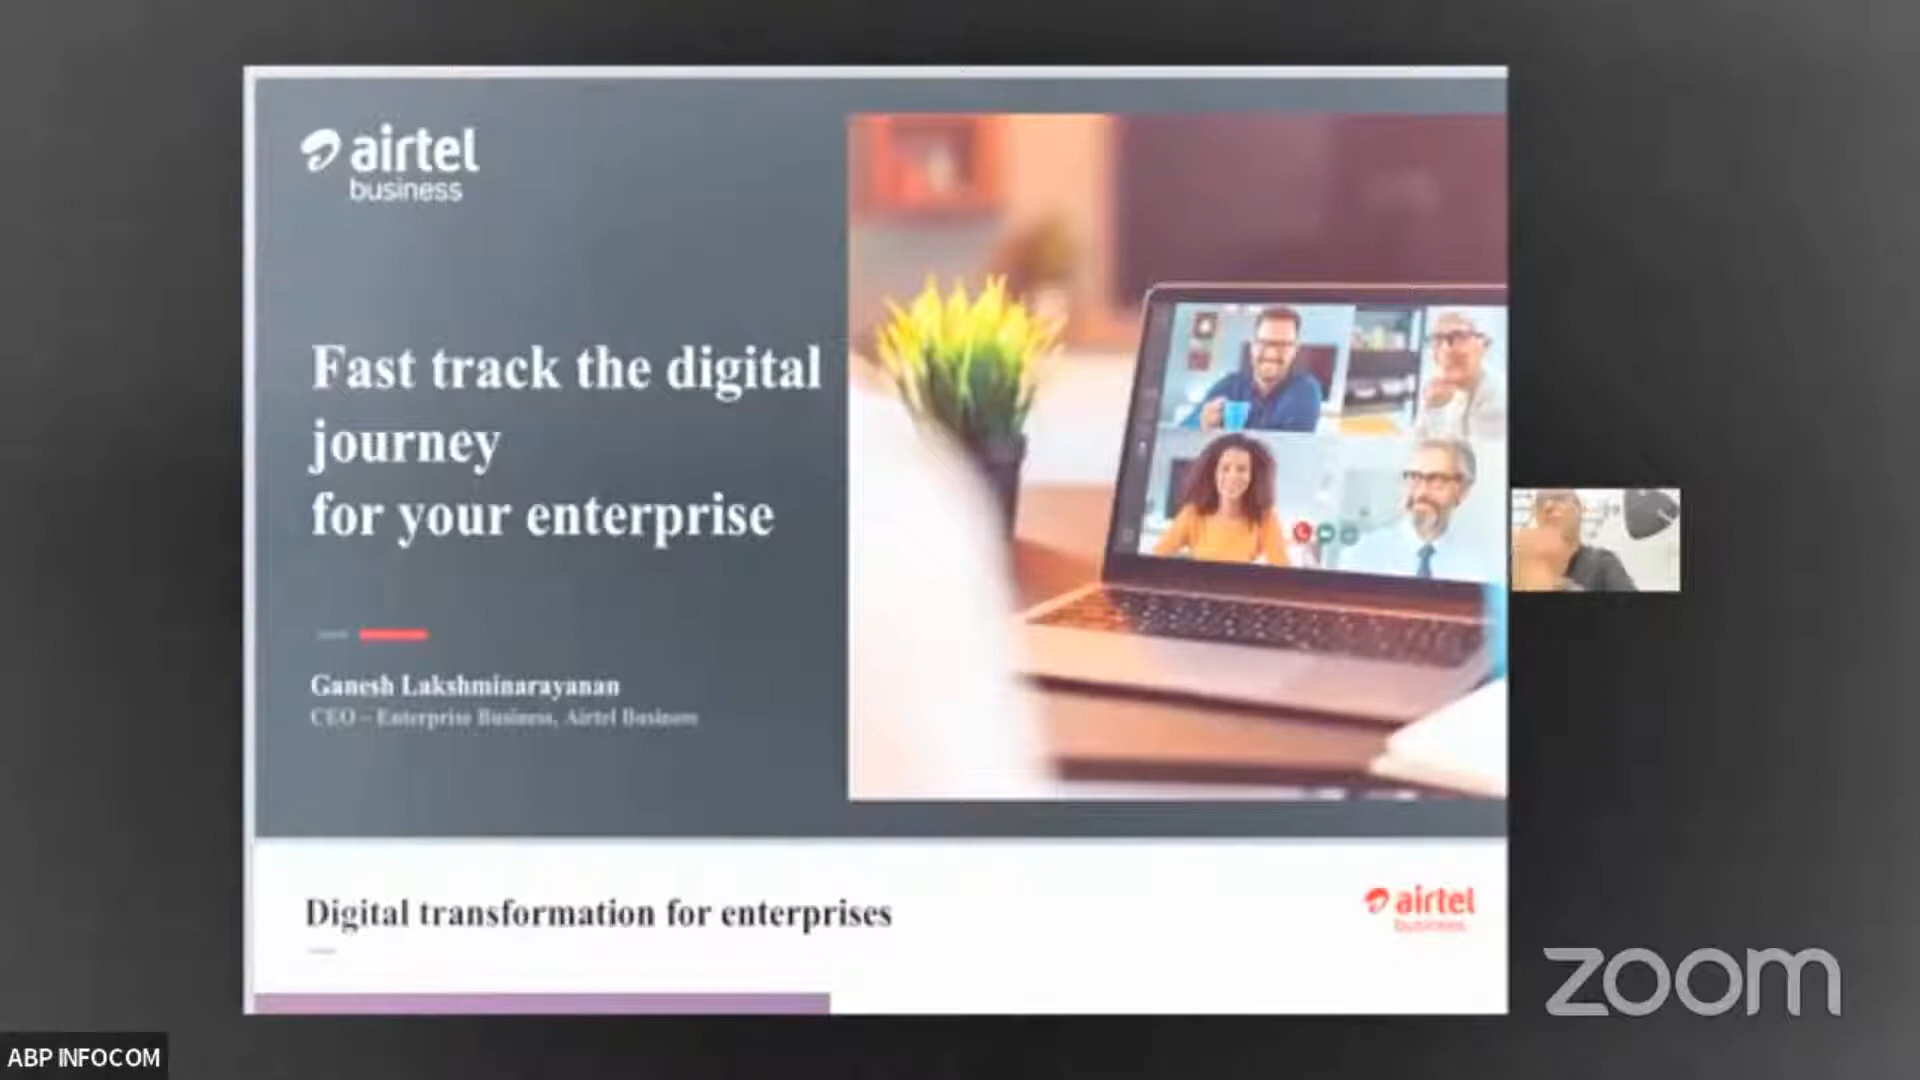 airtel
business
Fast track the digital
journey
for your enterprise
Ganesh Lakshminarayanan
CEO – Enterprise Business, Airtel Business
Digital transformation for enterprises
airtel
business
zoom
ABP INFOCOM